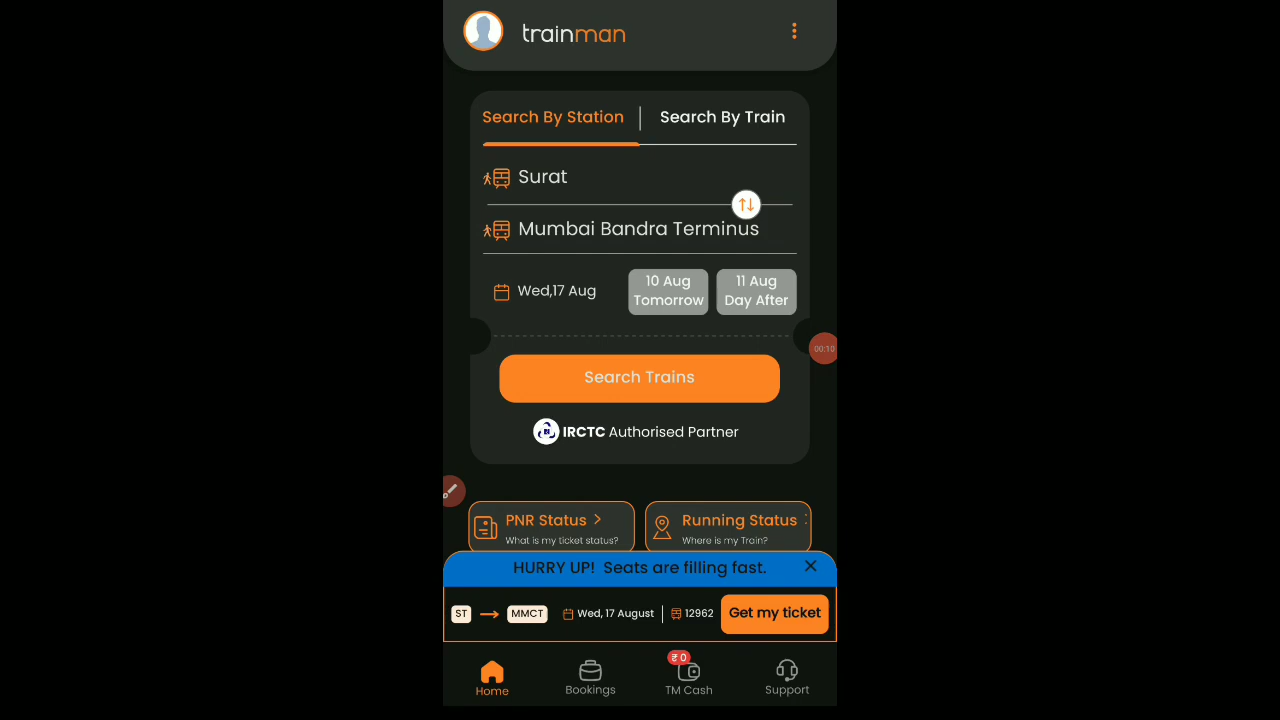 trainman
Search By Station
Search By Train
Surat
Mumbai Bandra Terminus
Wed,17 Aug
10 Aug
Tomorrow
11 Aug
Day After
00:10
Search Trains
IRCTC Authorised Partner
PNR Status >
What is my ticket status?
Running Status
Where is my Train?
HURRY UP! Seats are filling fast.
ST → MMCT Wed, 17 August | 12962 Get my ticket
₹ 0
Home
Bookings
TM Cash
Support